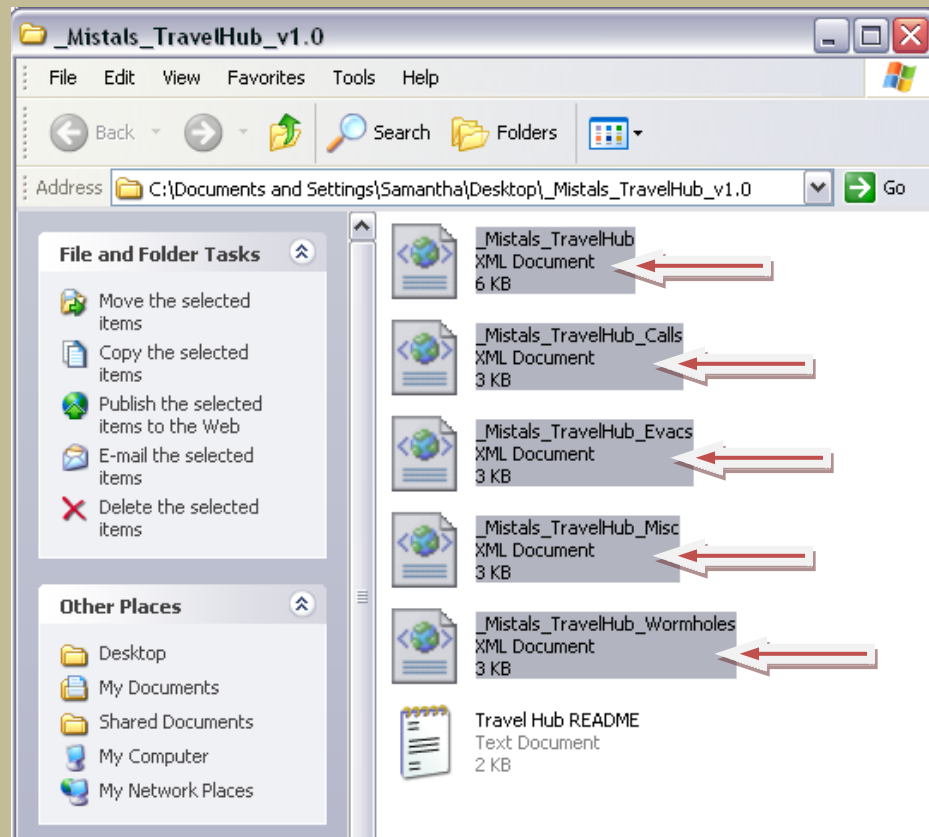 _Mistals_TravelHub_v1.0
File Edit View Favorites Tools Help
Back Search Folders
Address C:\Documents and Settings\Samantha\Desktop\_Mistals_TravelHub_v1.0 Go
File and Folder Tasks
Move the selected
items
Copy the selected
items
Publish the selected
items to the Web
E-mail the selected
items
Delete the selected
items
Other Places
Desktop
My Documents
Shared Documents
My Computer
My Network Places
_Mistals_TravelHub
XML Document
6 KB
_Mistals_TravelHub_Calls
XML Document
3 KB
_Mistals_TravelHub_Evacs
XML Document
3 KB
_Mistals_TravelHub_Misc
XML Document
3 KB
_Mistals_TravelHub_Wormholes
XML Document
3 KB
Travel Hub README
Text Document
2 KB